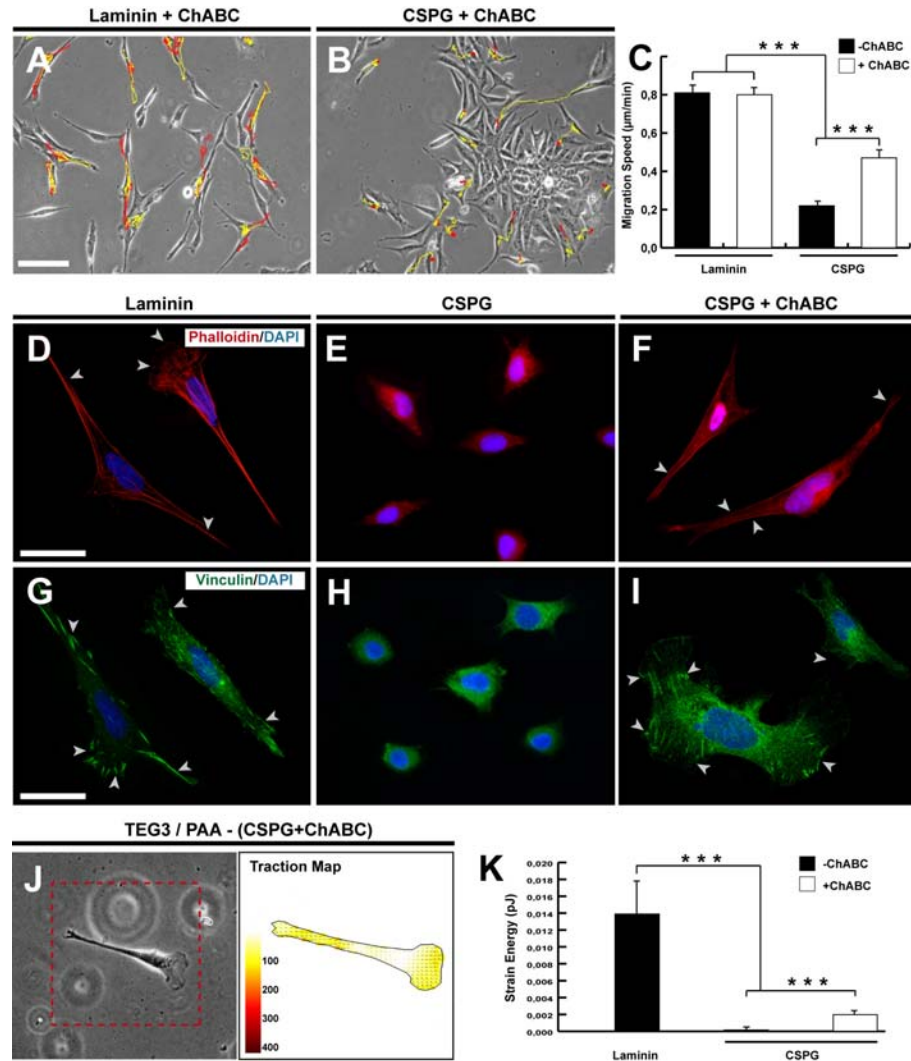 Laminin + ChABC
CSPG + ChABC
A
B
C
-ChABC
+ ChABC
* * *
* * *
Migration Speed (μm/min)
0,8
0,6
0,4
0,2
0,0
Laminin
CSPG
Laminin
CSPG
CSPG + ChABC
D
Phalloidin/DAPI
E
F
G
Vinculin/DAPI
H
I
TEG3 / PAA - (CSPG+ChABC)
J
Traction Map
100
200
300
400
K
-ChABC
+ChABC
* * *
* * *
Strain Energy (pJ)
0,020
0,018
0,016
0,014
0,012
0,010
0,008
0,006
0,004
0,002
0,000
Laminin
CSPG